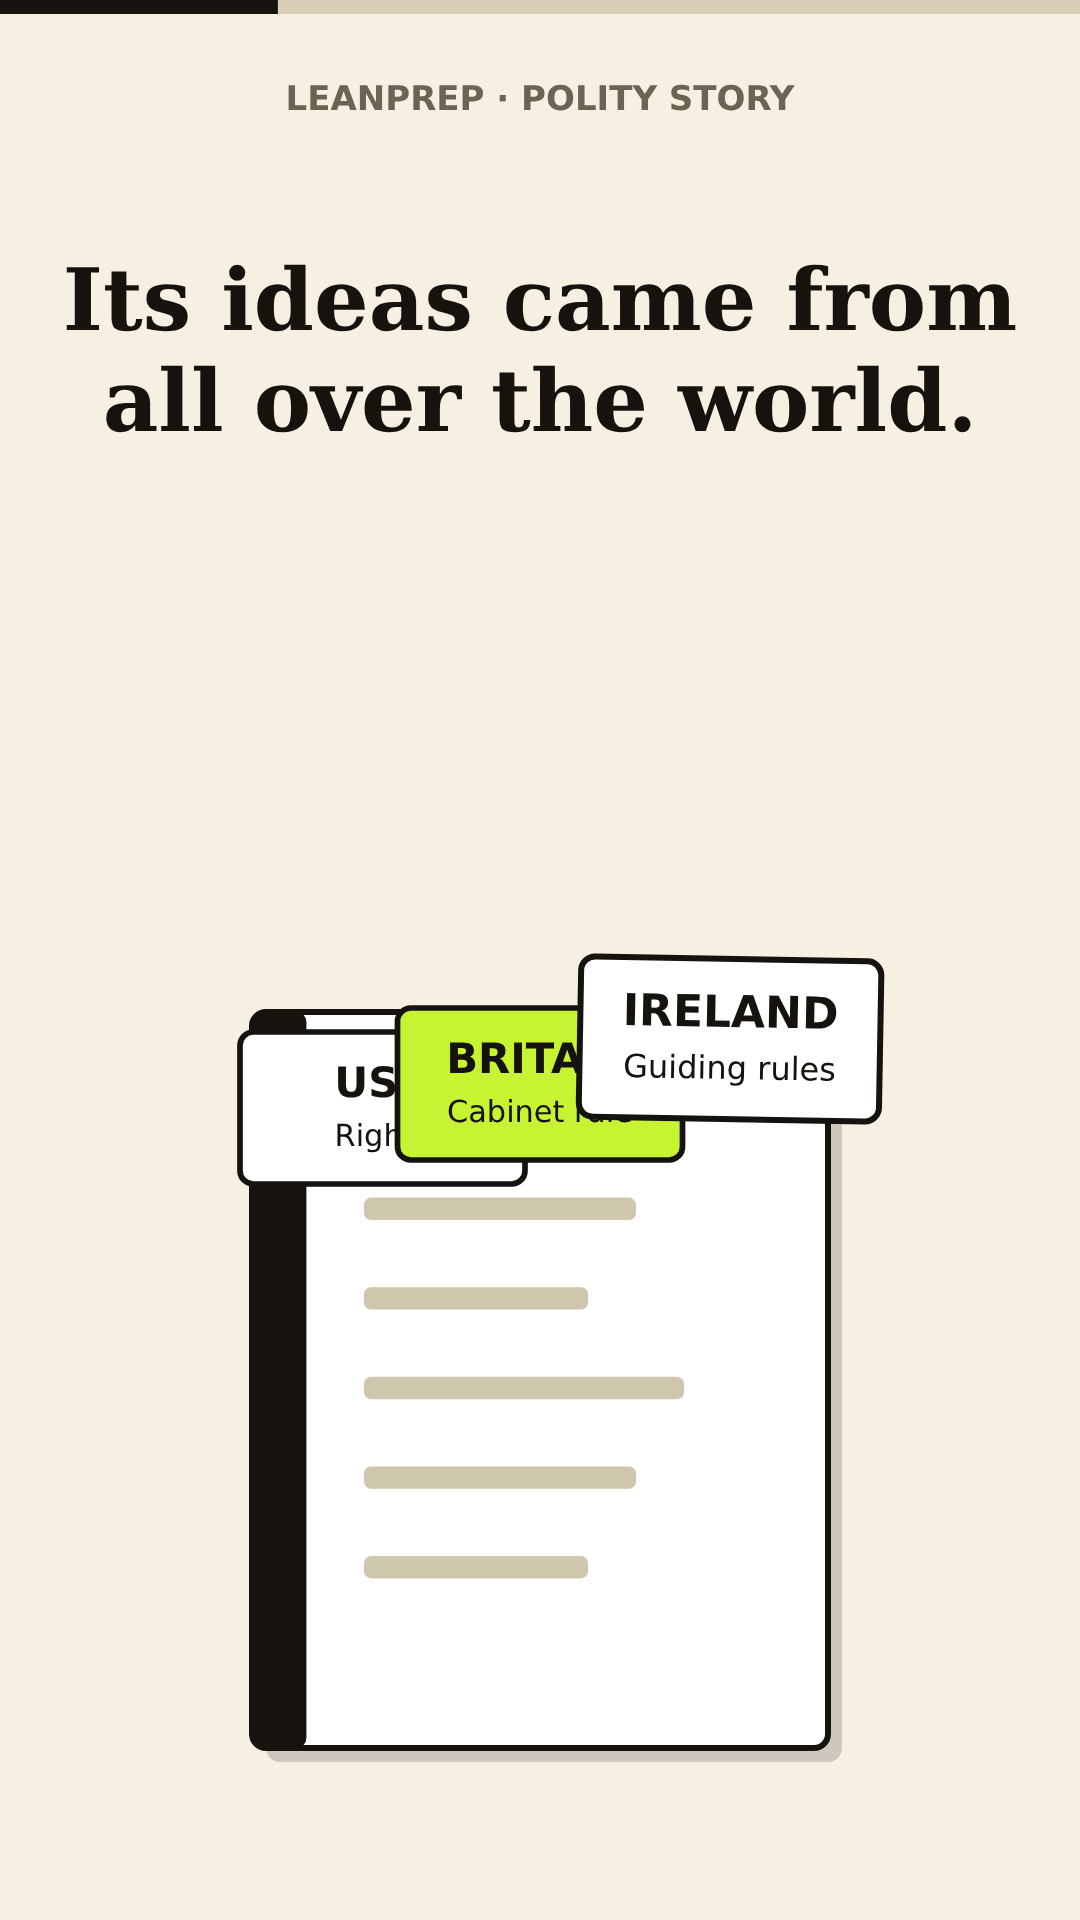 LEANPREP · POLITY STORY
Its ideas came from
all over the world.
IRELAND
Guiding rules
BRITA
Cabinet
US
Righ